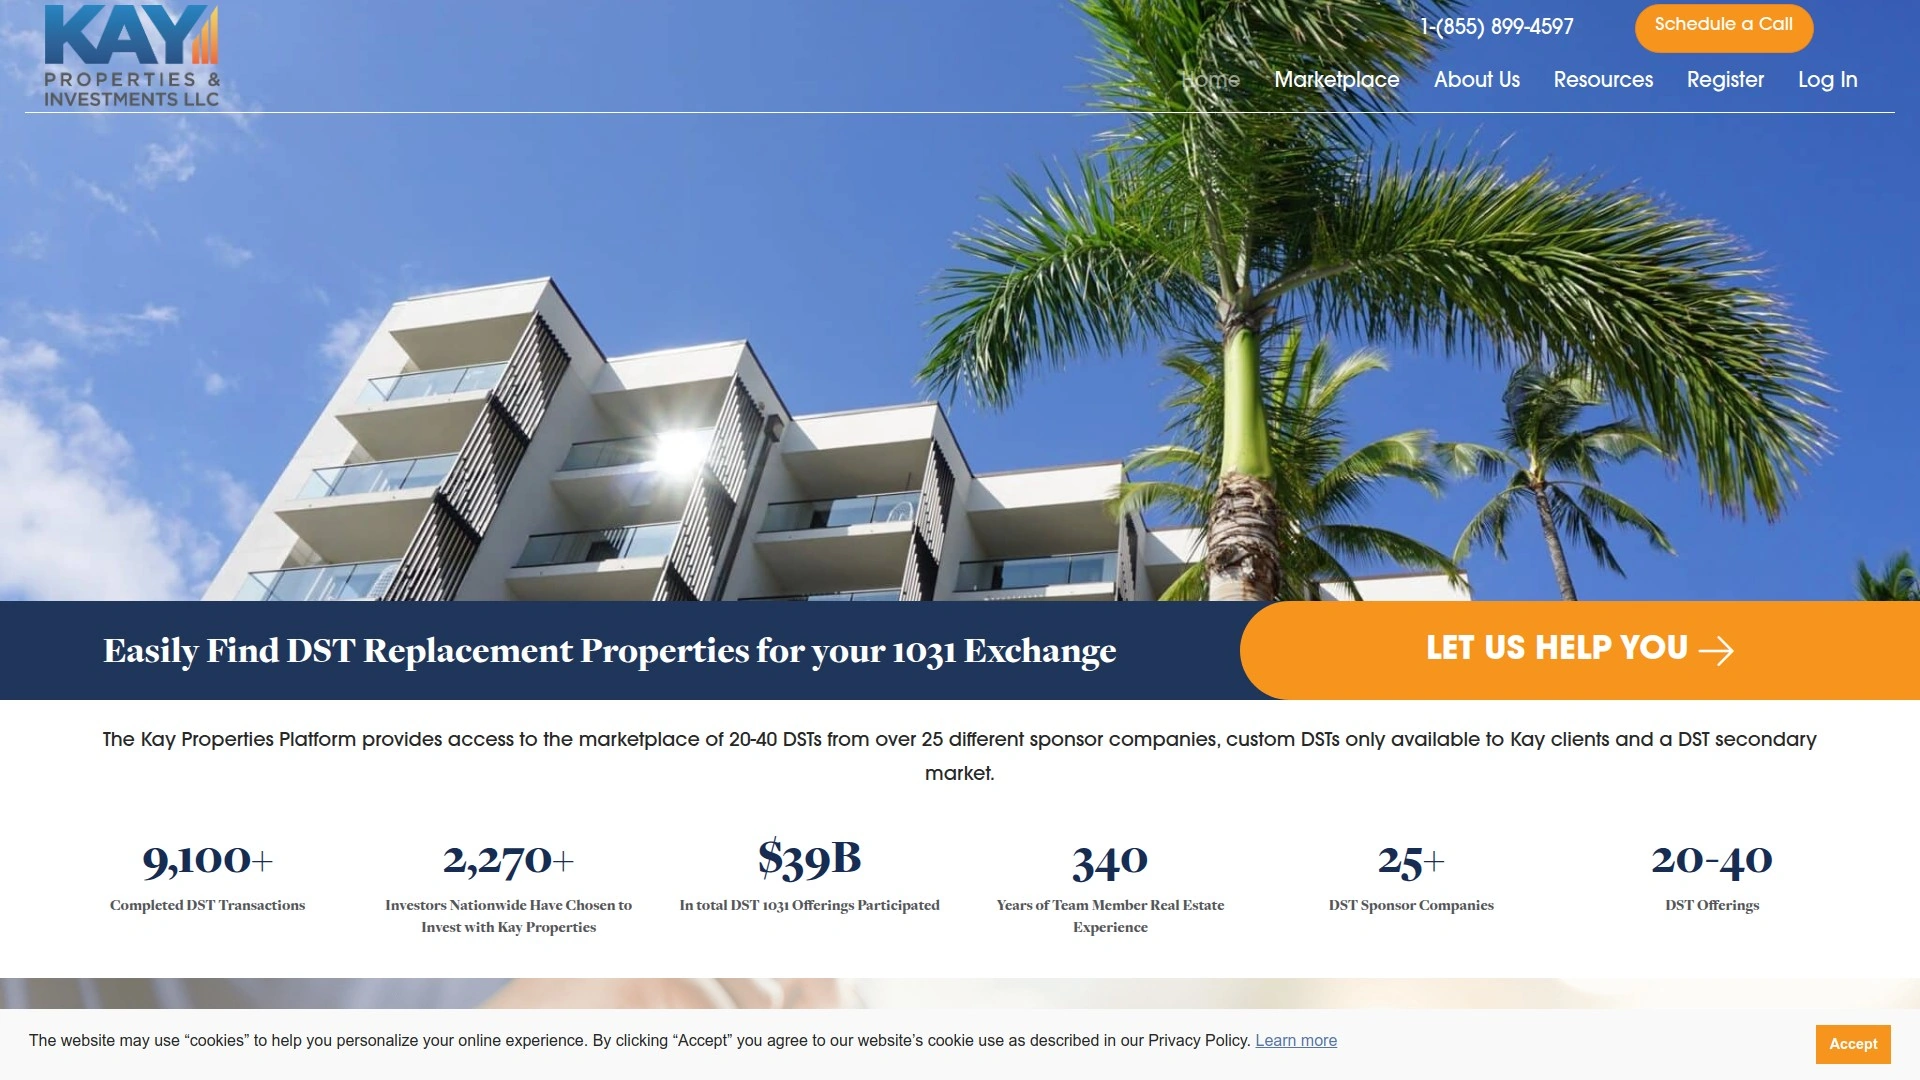 KAY
PROPERTIES &
INVESTMENTS LLC
1-(855) 899-4597
Schedule a Call
Home
Marketplace
About Us
Resources
Register
Log In
Easily Find DST Replacement Properties for your 1031 Exchange
LET US HELP YOU
The Kay Properties Platform provides access to the marketplace of 20-40 DSTs from over 25 different sponsor companies, custom DSTs only available to Kay clients and a DST secondary
market.
9,100+
Completed DST Transactions
2,270+
Investors Nationwide Have Chosen to
Invest with Kay Properties
$39B
In total DST 1031 Offerings Participated
340
Years of Team Member Real Estate
Experience
25+
DST Sponsor Companies
20-40
DST Offerings
The website may use “cookies” to help you personalize your online experience. By clicking “Accept” you agree to our website’s cookie use as described in our Privacy Policy. Learn more
Accept